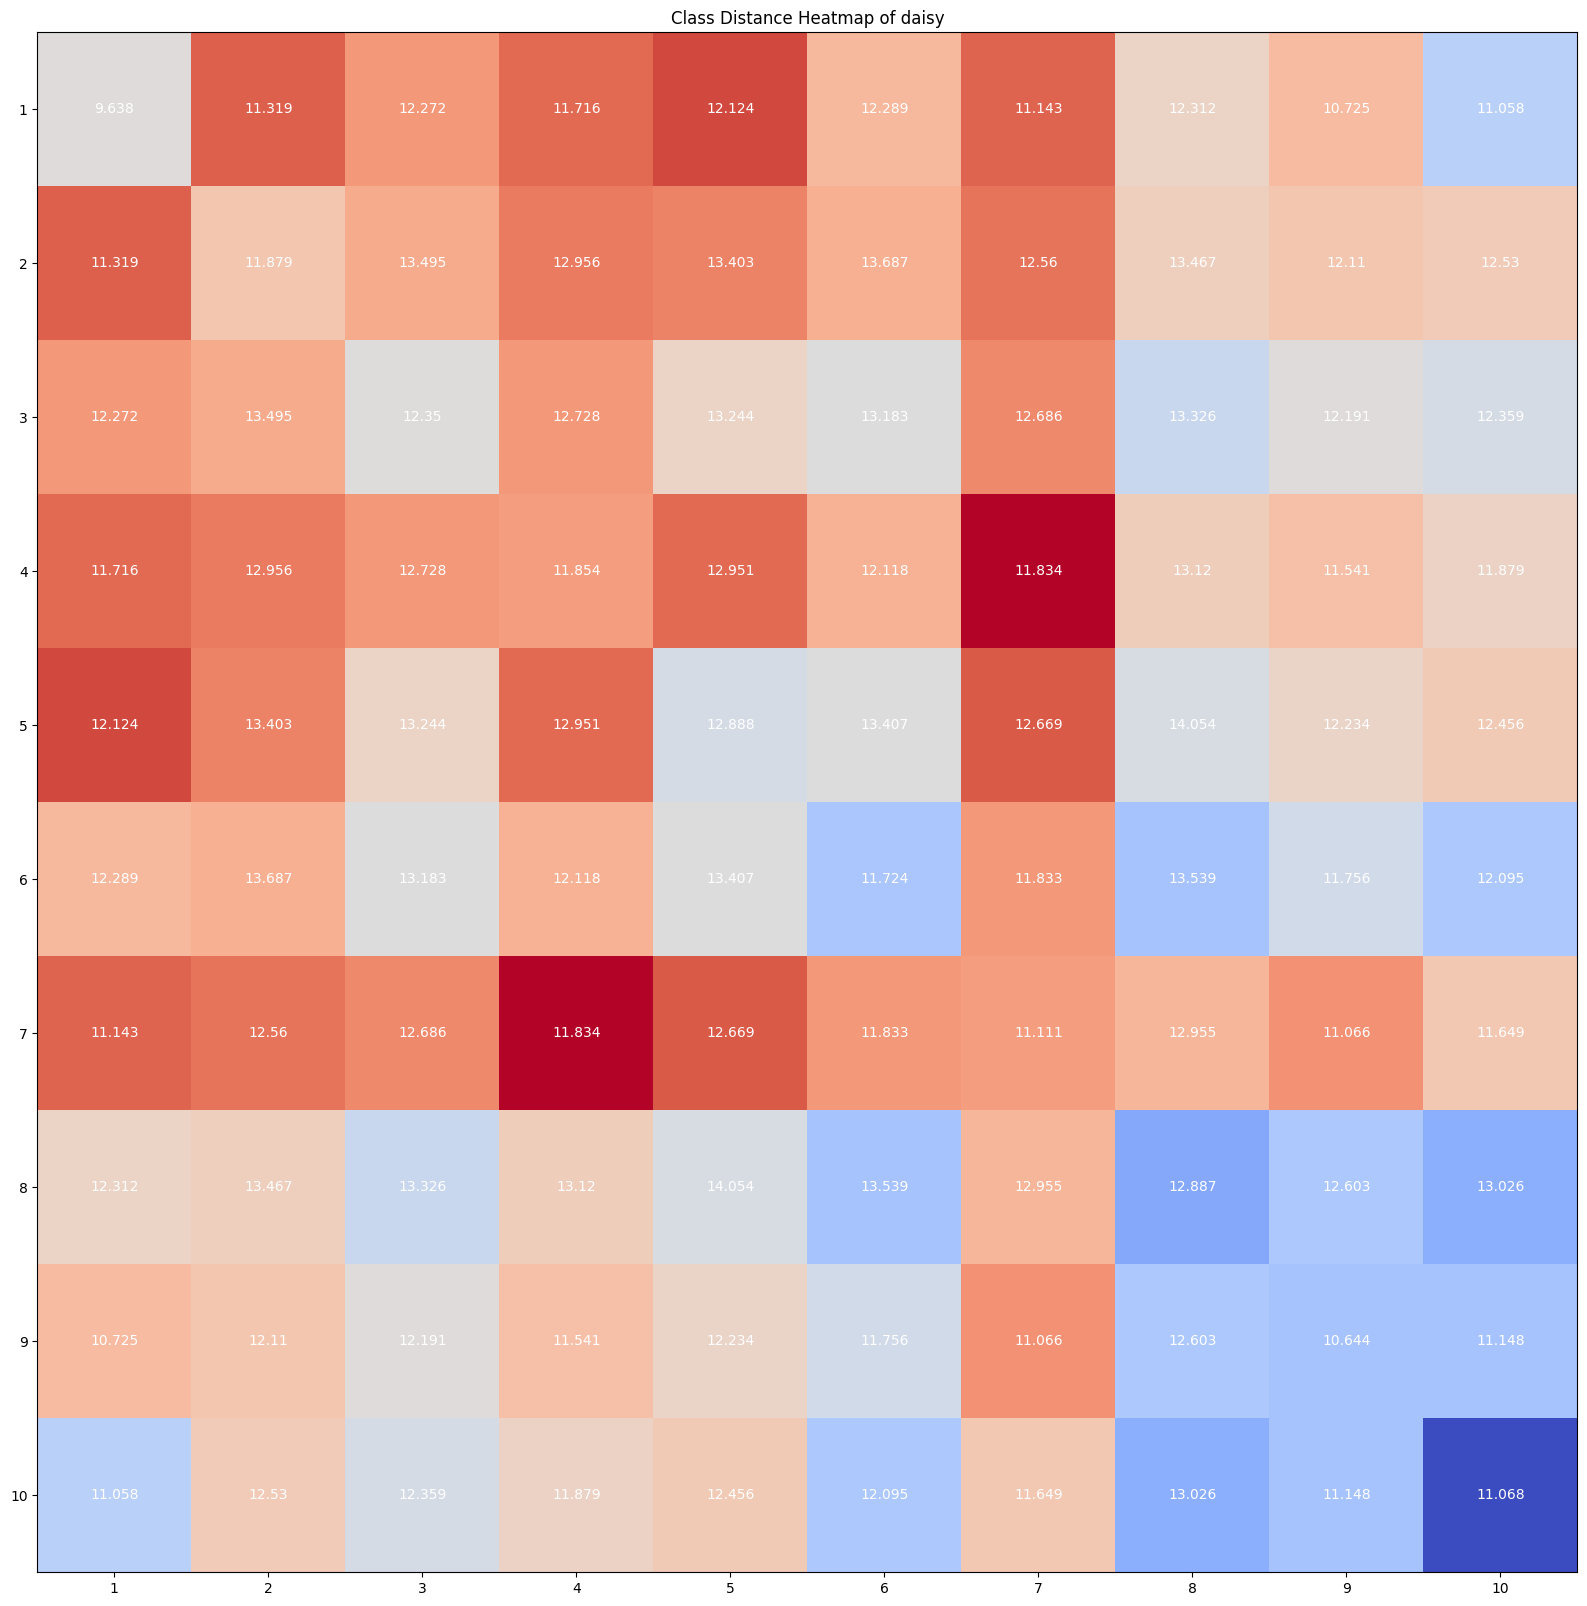 Class Distance Heatmap of daisy
1 9.638 11.319 12.272 11.716 12.124 12.289 11.143 12.312 10.725 11.058
2 11.319 11.879 13.495 12.956 13.403 13.687 12.56 13.467 12.11 12.53
3 12.272 13.495 12.35 12.728 13.244 13.183 12.686 13.326 12.191 12.359
4 11.716 12.956 12.728 11.854 12.951 12.118 11.834 13.12 11.541 11.879
5 12.124 13.403 13.244 12.951 12.888 13.407 12.669 14.054 12.234 12.456
6 12.289 13.687 13.183 12.118 13.407 11.724 11.833 13.539 11.756 12.095
7 11.143 12.56 12.686 11.834 12.669 11.833 11.111 12.955 11.066 11.649
8 12.312 13.467 13.326 13.12 14.054 13.539 12.955 12.887 12.603 13.026
9 10.725 12.11 12.191 11.541 12.234 11.756 11.066 12.603 10.644 11.148
10 11.058 12.53 12.359 11.879 12.456 12.095 11.649 13.026 11.148 11.068
1 2 3 4 5 6 7 8 9 10